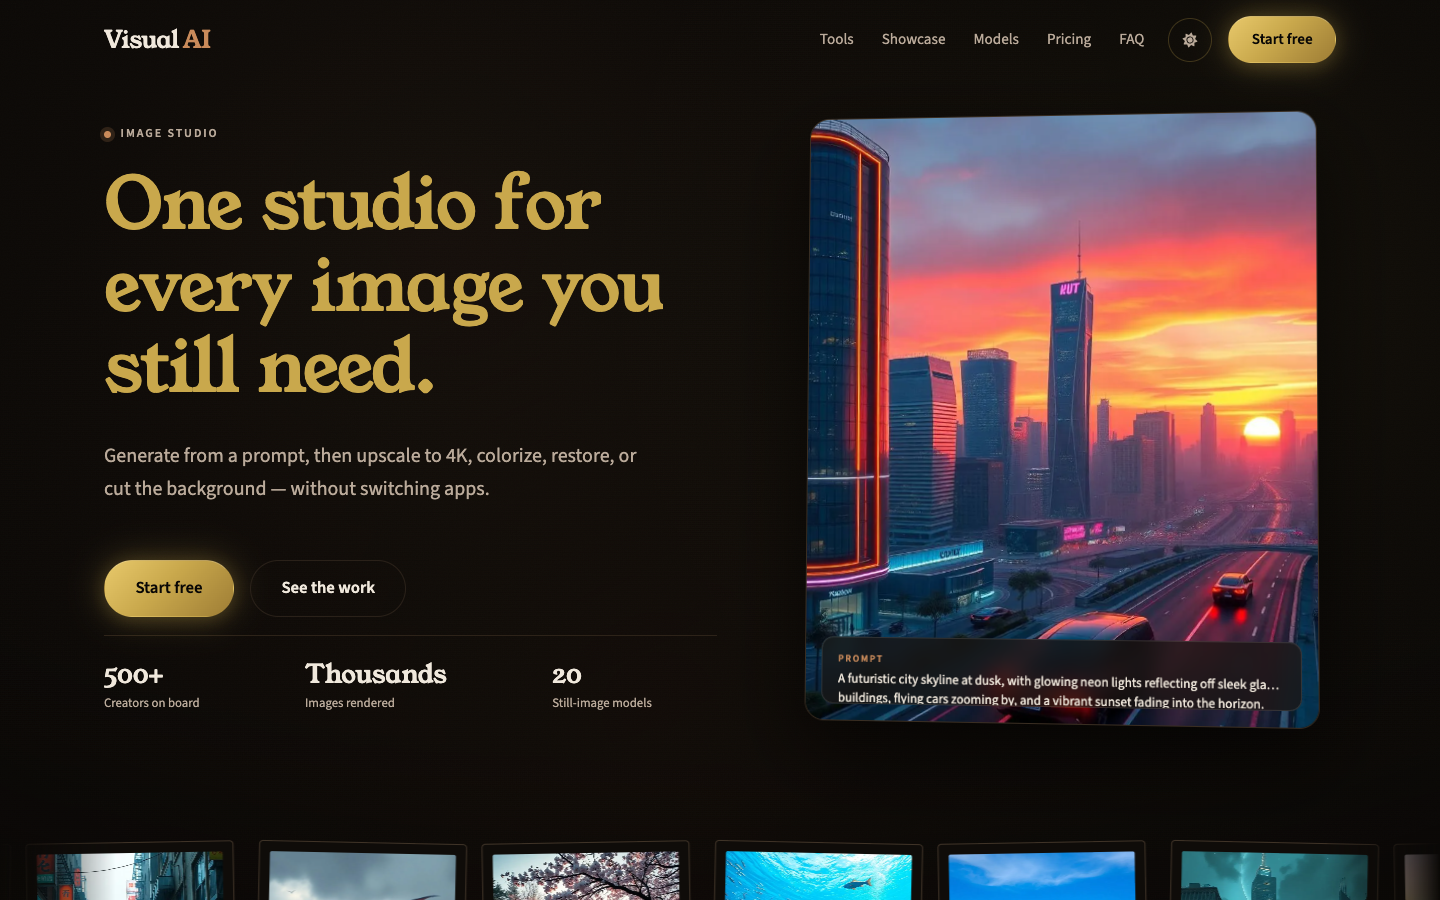 Visual AI
Tools Showcase Models Pricing FAQ Start free
IMAGE STUDIO
One studio for
every image you
still need.
Generate from a prompt, then upscale to 4K, colorize, restore, or
cut the background — without switching apps.
Start free See the work
500+ Thousands 20
Creators on board Images rendered Still-image models
KUT
PROMPT
A futuristic city skyline at dusk, with glowing neon lights reflecting off sleek gla...
buildings, flying cars zooming by, and a vibrant sunset fading into the horizon.